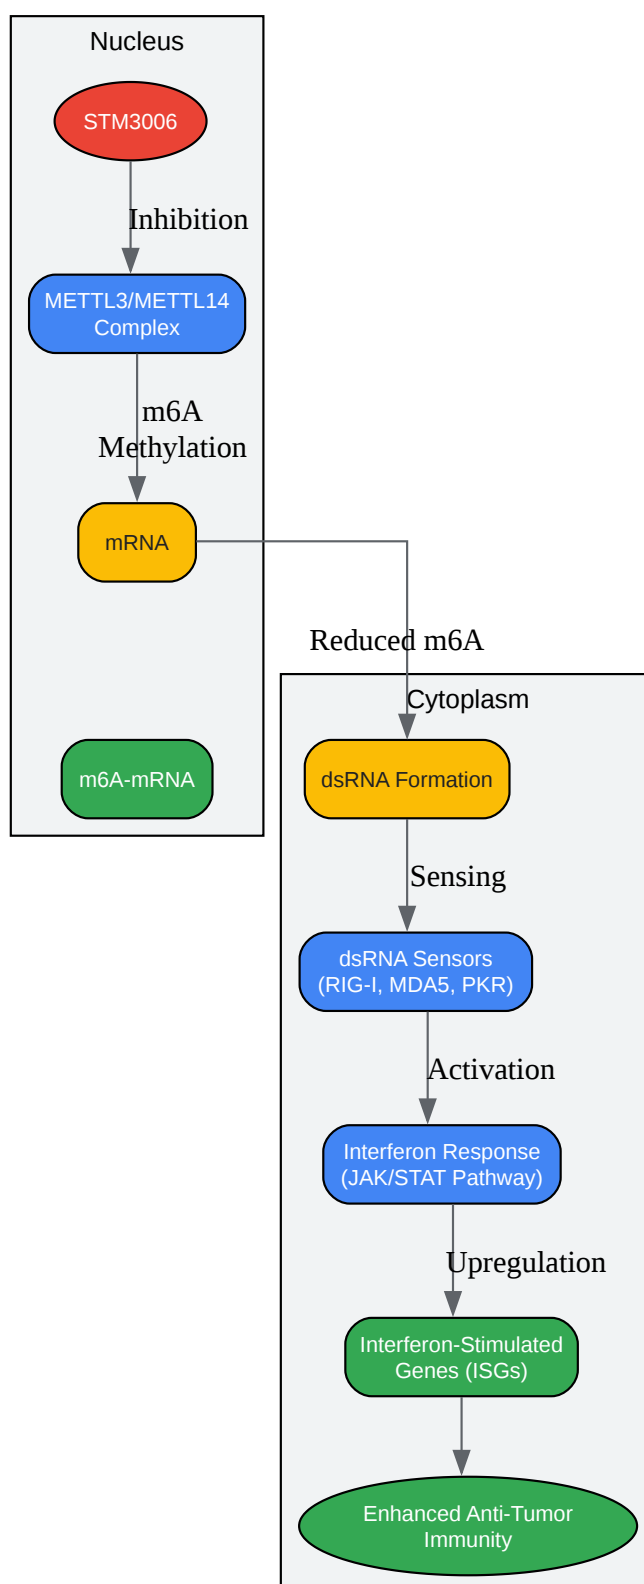 Nucleus
STM3006
Inhibition
METTL3/METTL14
Complex
m6A
Methylation
mRNA
Reduced m6A
Cytoplasm
m6A-mRNA
dsRNA Formation
Sensing
dsRNA Sensors
(RIG-I, MDA5, PKR)
Activation
Interferon Response
(JAK/STAT Pathway)
Upregulation
Interferon-Stimulated
Genes (ISGs)
Enhanced Anti-Tumor
Immunity